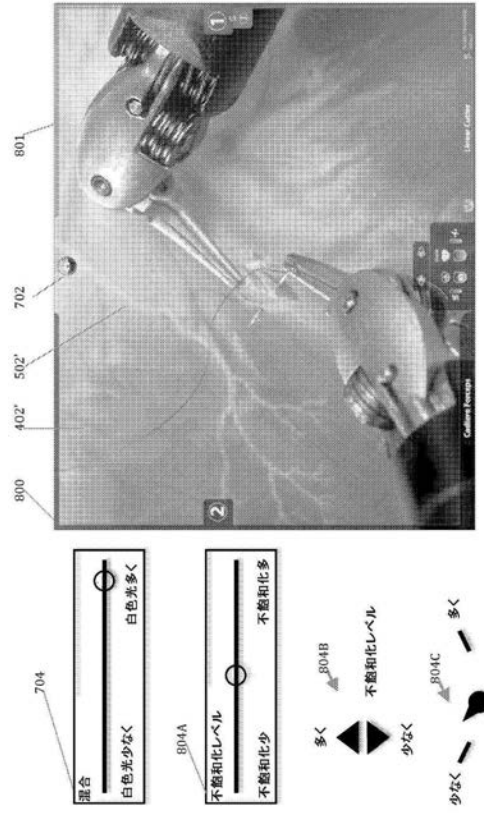 800
402'
502'
702
801
704
混合
白色光少なく
白色光多く
804A
不飽和化レベル
不飽和化少
不飽和化多
多く
804B
不飽和化レベル
少なく
804C
少なく
多く
2
1
Cadiere Forceps
Linear Cutter